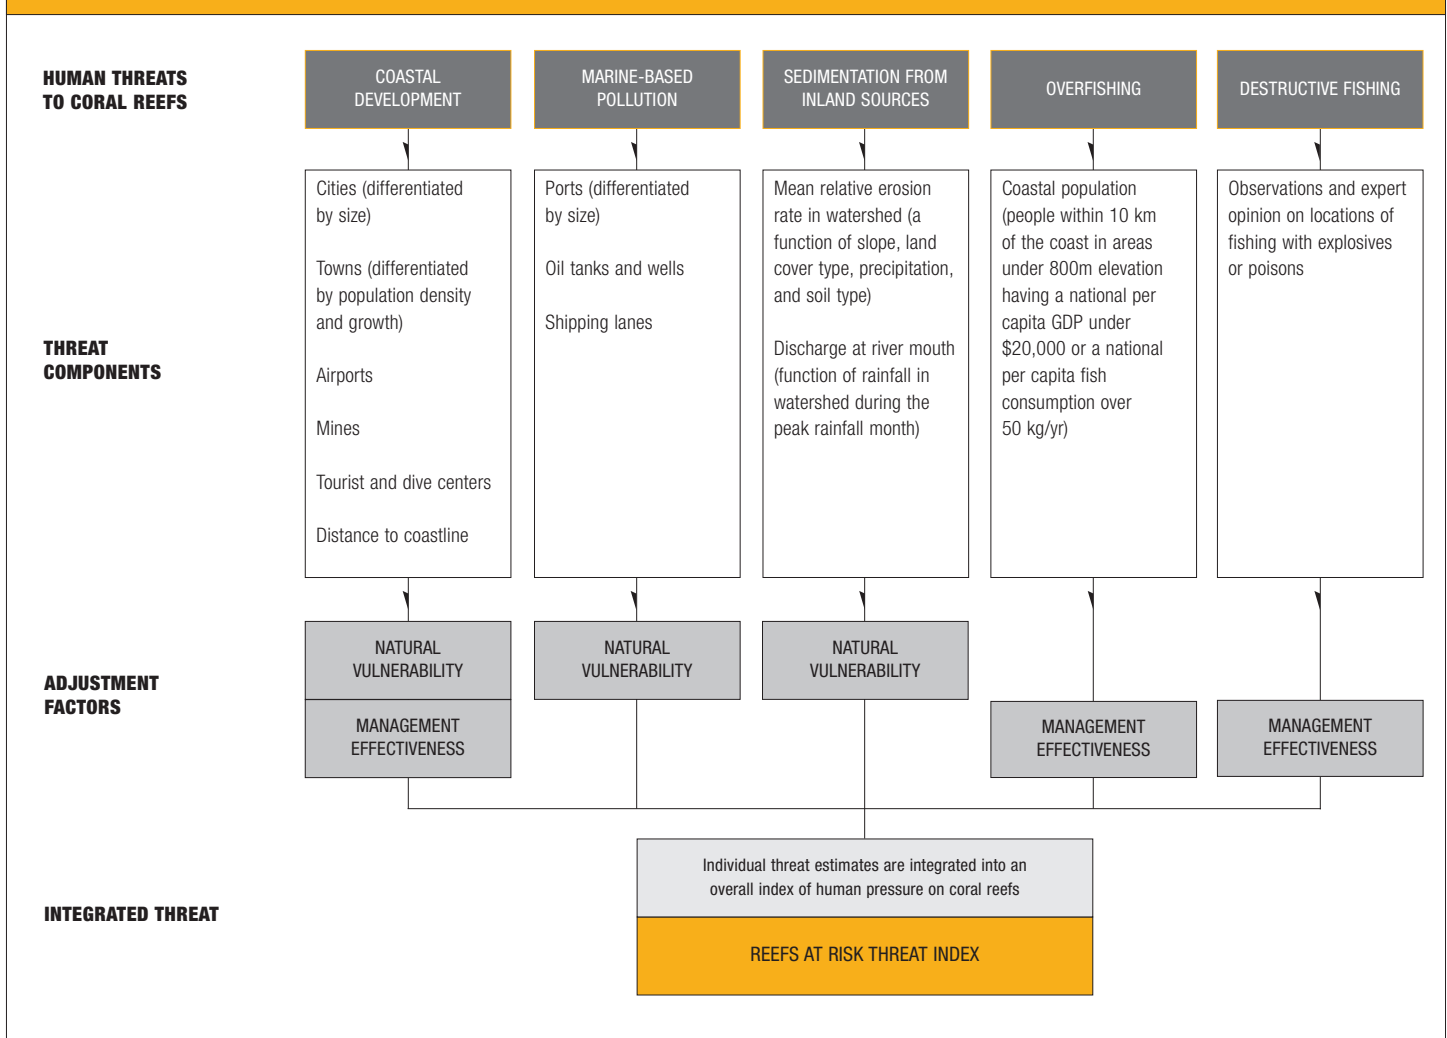 HUMAN THREATS
TO CORAL REEFS
COASTAL
DEVELOPMENT
MARINE-BASED
POLLUTION
SEDIMENTATION FROM
INLAND SOURCES
OVERFISHING
DESTRUCTIVE FISHING
THREAT
COMPONENTS
Cities (differentiated
by size)
Towns (differentiated
by population density
and growth)
Airports
Mines
Tourist and dive centers
Distance to coastline
Ports (differentiated
by size)
Oil tanks and wells
Shipping lanes
Mean relative erosion
rate in watershed (a
function of slope, land
cover type, precipitation,
and soil type)
Discharge at river mouth
(function of rainfall in
watershed during the
peak rainfall month)
Coastal population
(people within 10 km
of the coast in areas
under 800m elevation
having a national per
capita GDP under
$20,000 or a national
per capita fish
consumption over
50 kg/yr)
Observations and expert
opinion on locations of
fishing with explosives
or poisons
ADJUSTMENT
FACTORS
NATURAL
VULNERABILITY
MANAGEMENT
EFFECTIVENESS
NATURAL
VULNERABILITY
NATURAL
VULNERABILITY
MANAGEMENT
EFFECTIVENESS
MANAGEMENT
EFFECTIVENESS
INTEGRATED THREAT
Individual threat estimates are integrated into an
overall index of human pressure on coral reefs
REEFS AT RISK THREAT INDEX